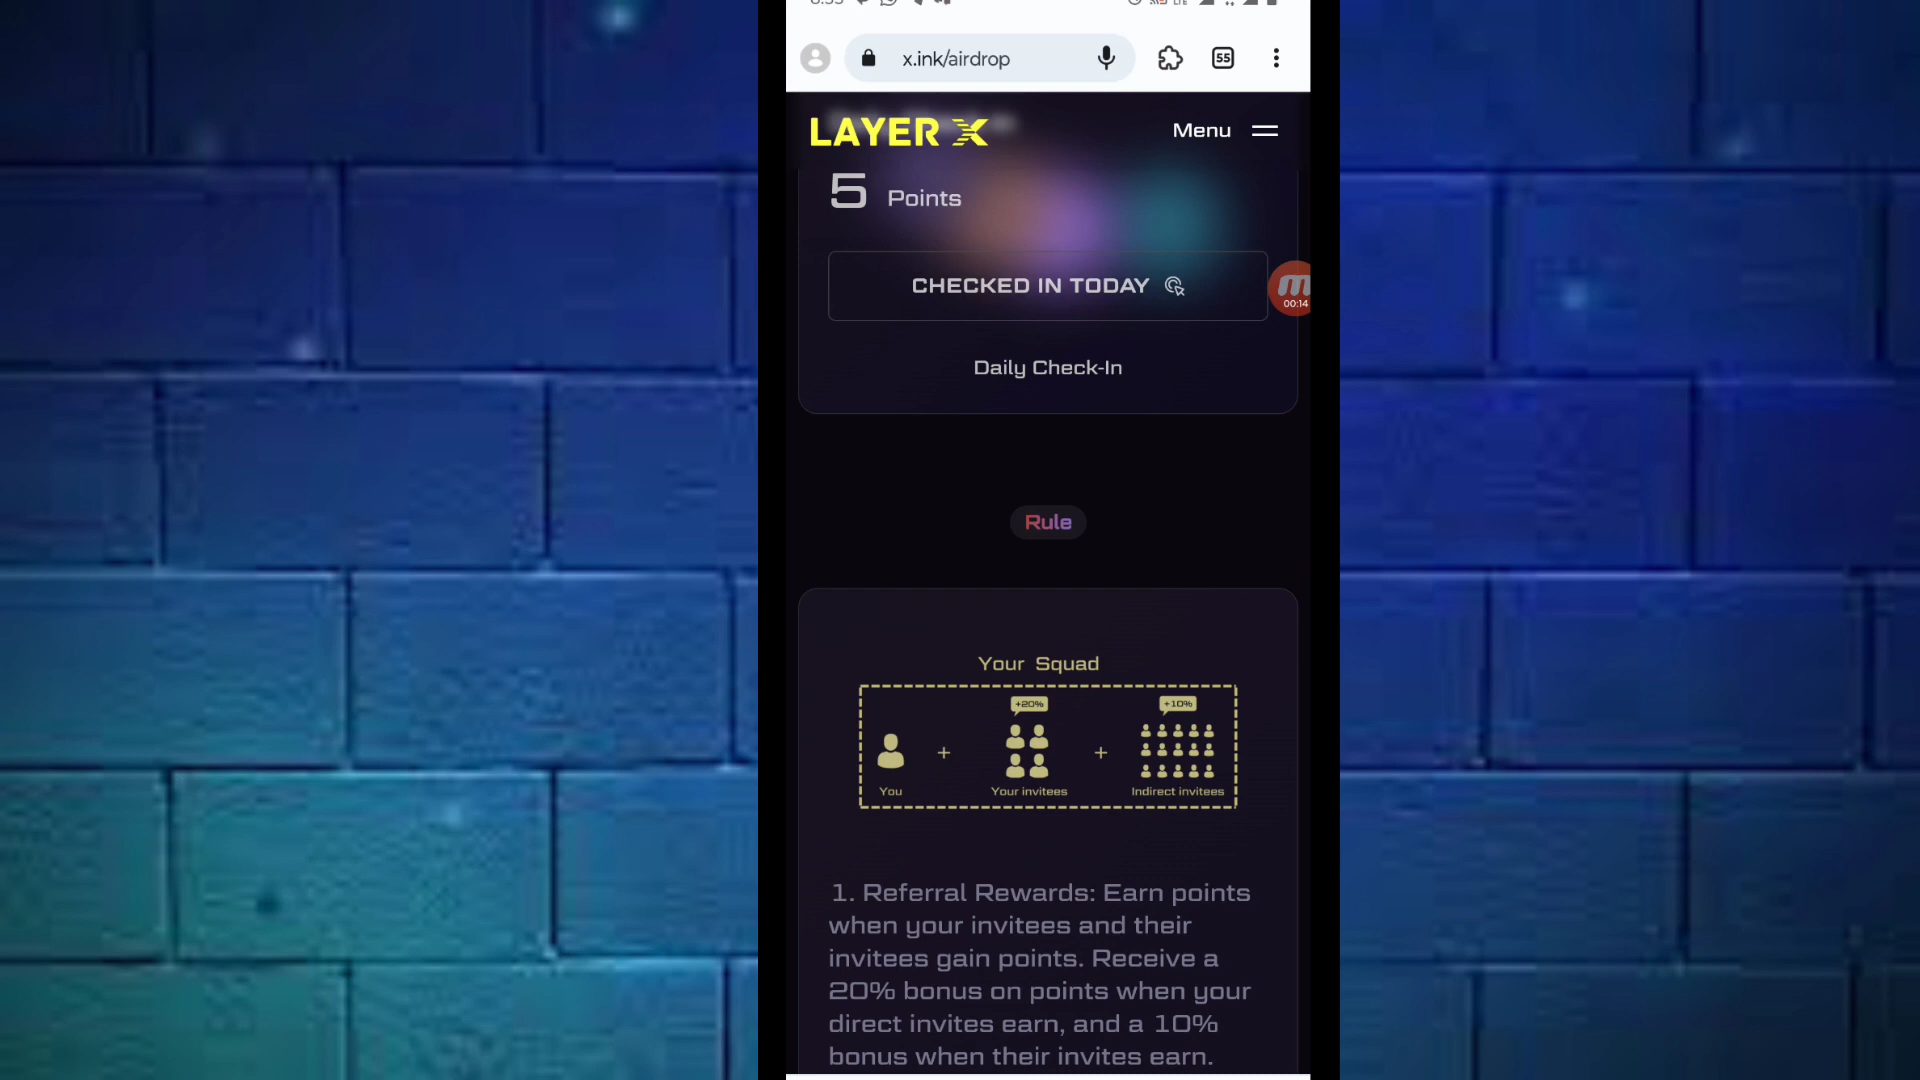 x.ink/airdrop
55
LAYER X
Menu
5 Points
CHECKED IN TODAY
00:14
Daily Check-In
Rule
Your Squad
+20%
+10%
You
Your invitees
Indirect invitees
1. Referral Rewards: Earn points
when your invitees and their
invitees gain points. Receive a
20% bonus on points when your
direct invites earn, and a 10%
bonus when their invites earn.